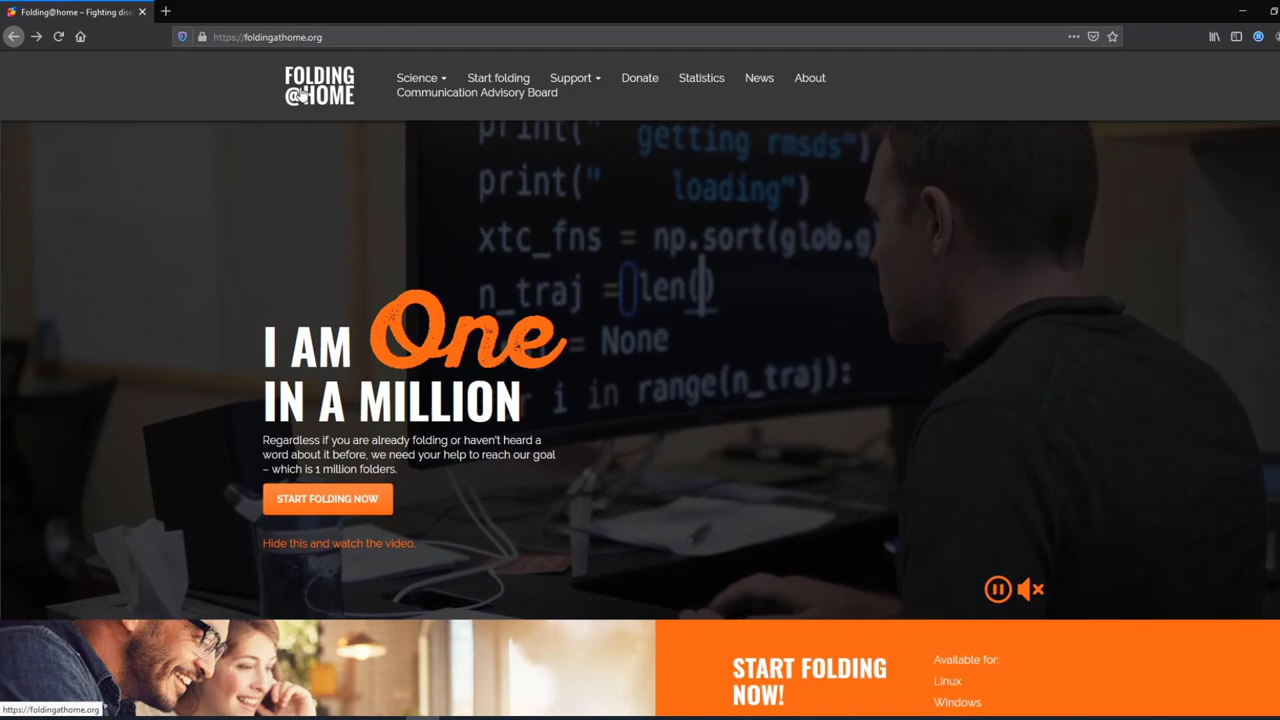 Folding@home – Fighting dise
https://foldingathome.org
FOLDING
@HOME
Science
Start folding
Support
Donate
Statistics
News
About
Communication Advisory Board
print("
getting rmsds")
print(" loading")
xtc_fns = np.sort(glob.g
n_traj = len()
= None
r i in range(n_traj):
I AM One
IN A MILLION
Regardless if you are already folding or haven't heard a
word about it before, we need your help to reach our goal
– which is 1 million folders.
START FOLDING NOW
Hide this and watch the video.
START FOLDING
NOW!
Available for:
Linux
Windows
https://foldingathome.org